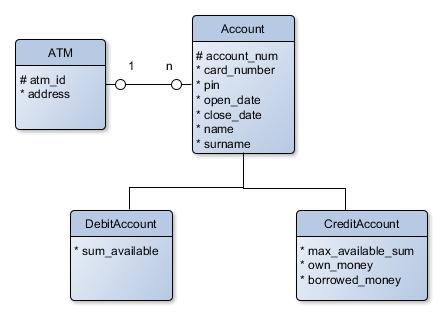 Account
# account_num
* card_number
* pin
* open_date
* close_date
* name
* surname
ATM
# atm_id
* address
1
n
DebitAccount
* sum_available
CreditAccount
* max_available_sum
* own_money
* borrowed_money